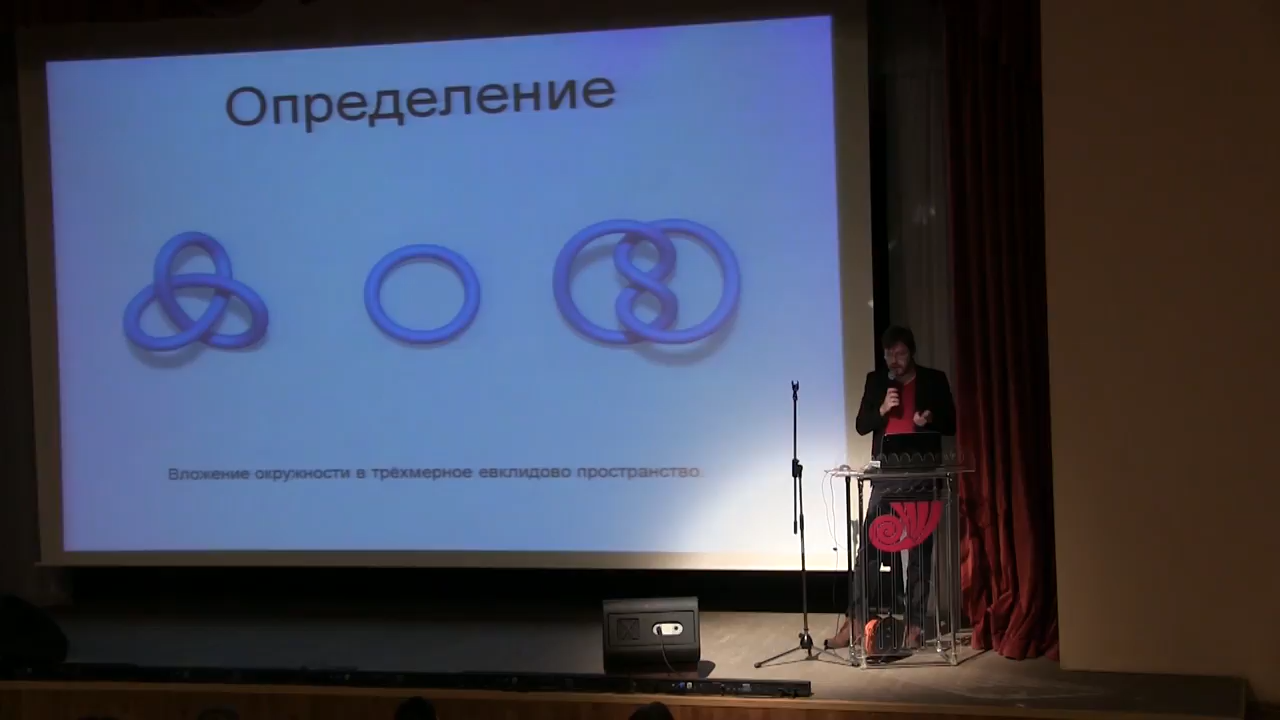 Определение
Вложение окружности в трёхмерное евклидово пространство.